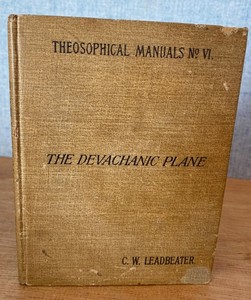 THEOSOPHICAL MANUALS Nº VI.
THE DEVACHANIC PLANE
C. W. LEADBEATER.